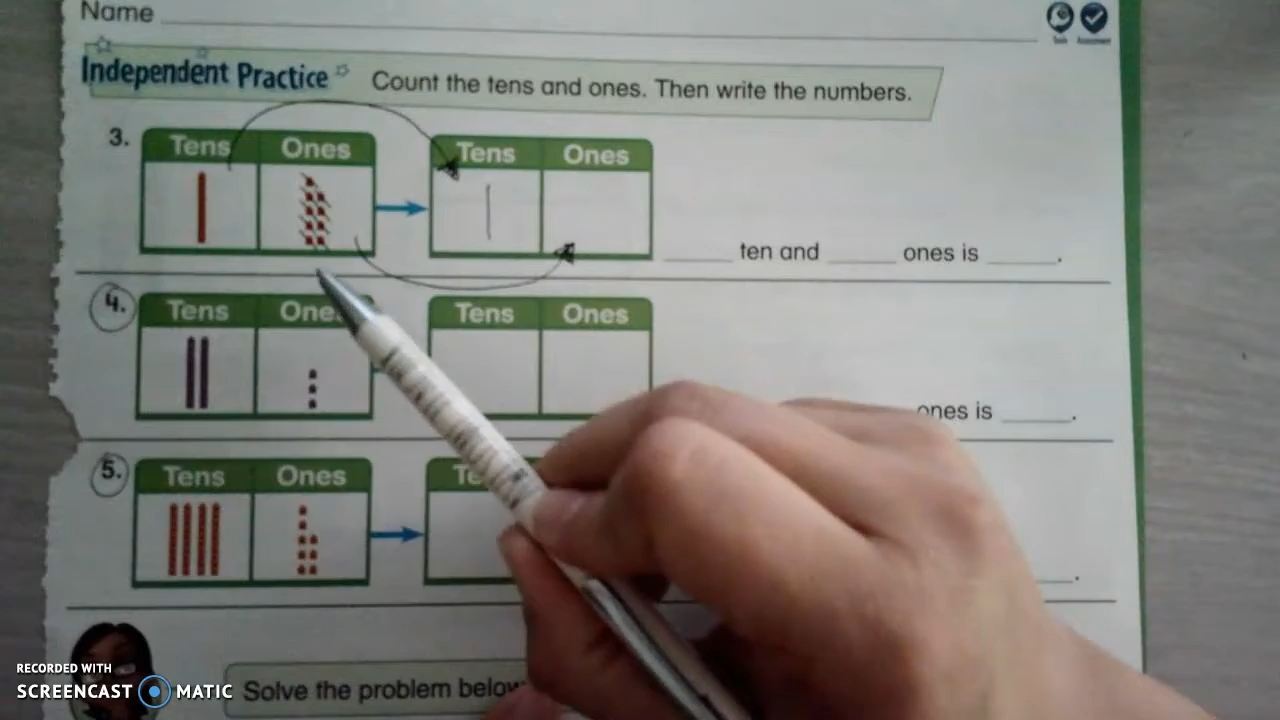 Name
Independent Practice Count the tens and ones. Then write the numbers.
3. Tens Ones Tens Ones
ten and ones is .
4. Tens Ones Tens Ones
ones is .
5. Tens Ones
Solve the problem below
RECORDED WITH
SCREENCAST MATIC